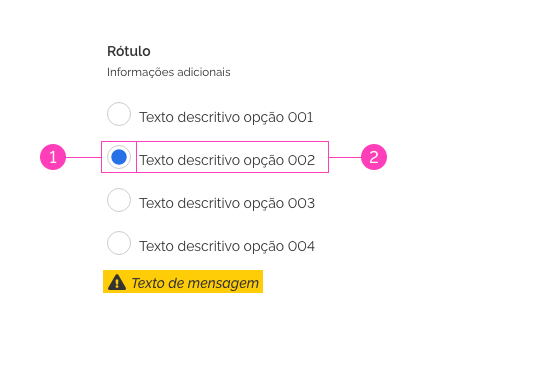 Rótulo
Informações adicionais
Texto descritivo opção 001
1 Texto descritivo opção 002 2
Texto descritivo opção 003
Texto descritivo opção 004
Texto de mensagem